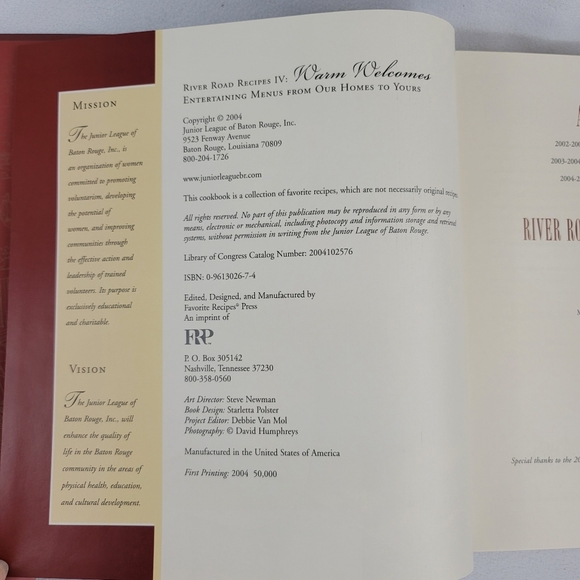 Mission
The Junior League of
Baton Rouge, Inc., is
an organization of women
committed to promoting
voluntarism, developing
the potential of
women, and improving
communities through
the effective action and
leadership of trained
volunteers. Its purpose is
exclusively educational
and charitable.
Vision
The Junior League of
Baton Rouge, Inc., will
enhance the quality of
life in the Baton Rouge
community in the areas of
physical health, education,
and cultural development.
River Road Recipes IV: Warm Welcomes
Entertaining Menus from Our Homes to Yours
Copyright © 2004
Junior League of Baton Rouge, Inc.
9523 Fenway Avenue
Baton Rouge, Louisiana 70809
800-204-1726
www.juniorleaguebr.com
This cookbook is a collection of favorite recipes, which are not necessarily original recipes
All rights reserved. No part of this publication may be reproduced in any form or by any
means, electronic or mechanical, including photocopy and information storage and retrieval
systems, without permission in writing from the Junior League of Baton Rouge.
Library of Congress Catalog Number: 2004102576
ISBN: 0-9613026-7-4
Edited, Designed, and Manufactured by
Favorite Recipes® Press
An imprint of
FRP
P. O. Box 305142
Nashville, Tennessee 37230
800-358-0560
Art Director: Steve Newman
Book Design: Starletta Polster
Project Editor: Debbie Van Mol
Photography: © David Humphreys
Manufactured in the United States of America
First Printing: 2004 50,000
2002-200
2003-2004
2004-2
RIVER RO
Special thanks to the 20